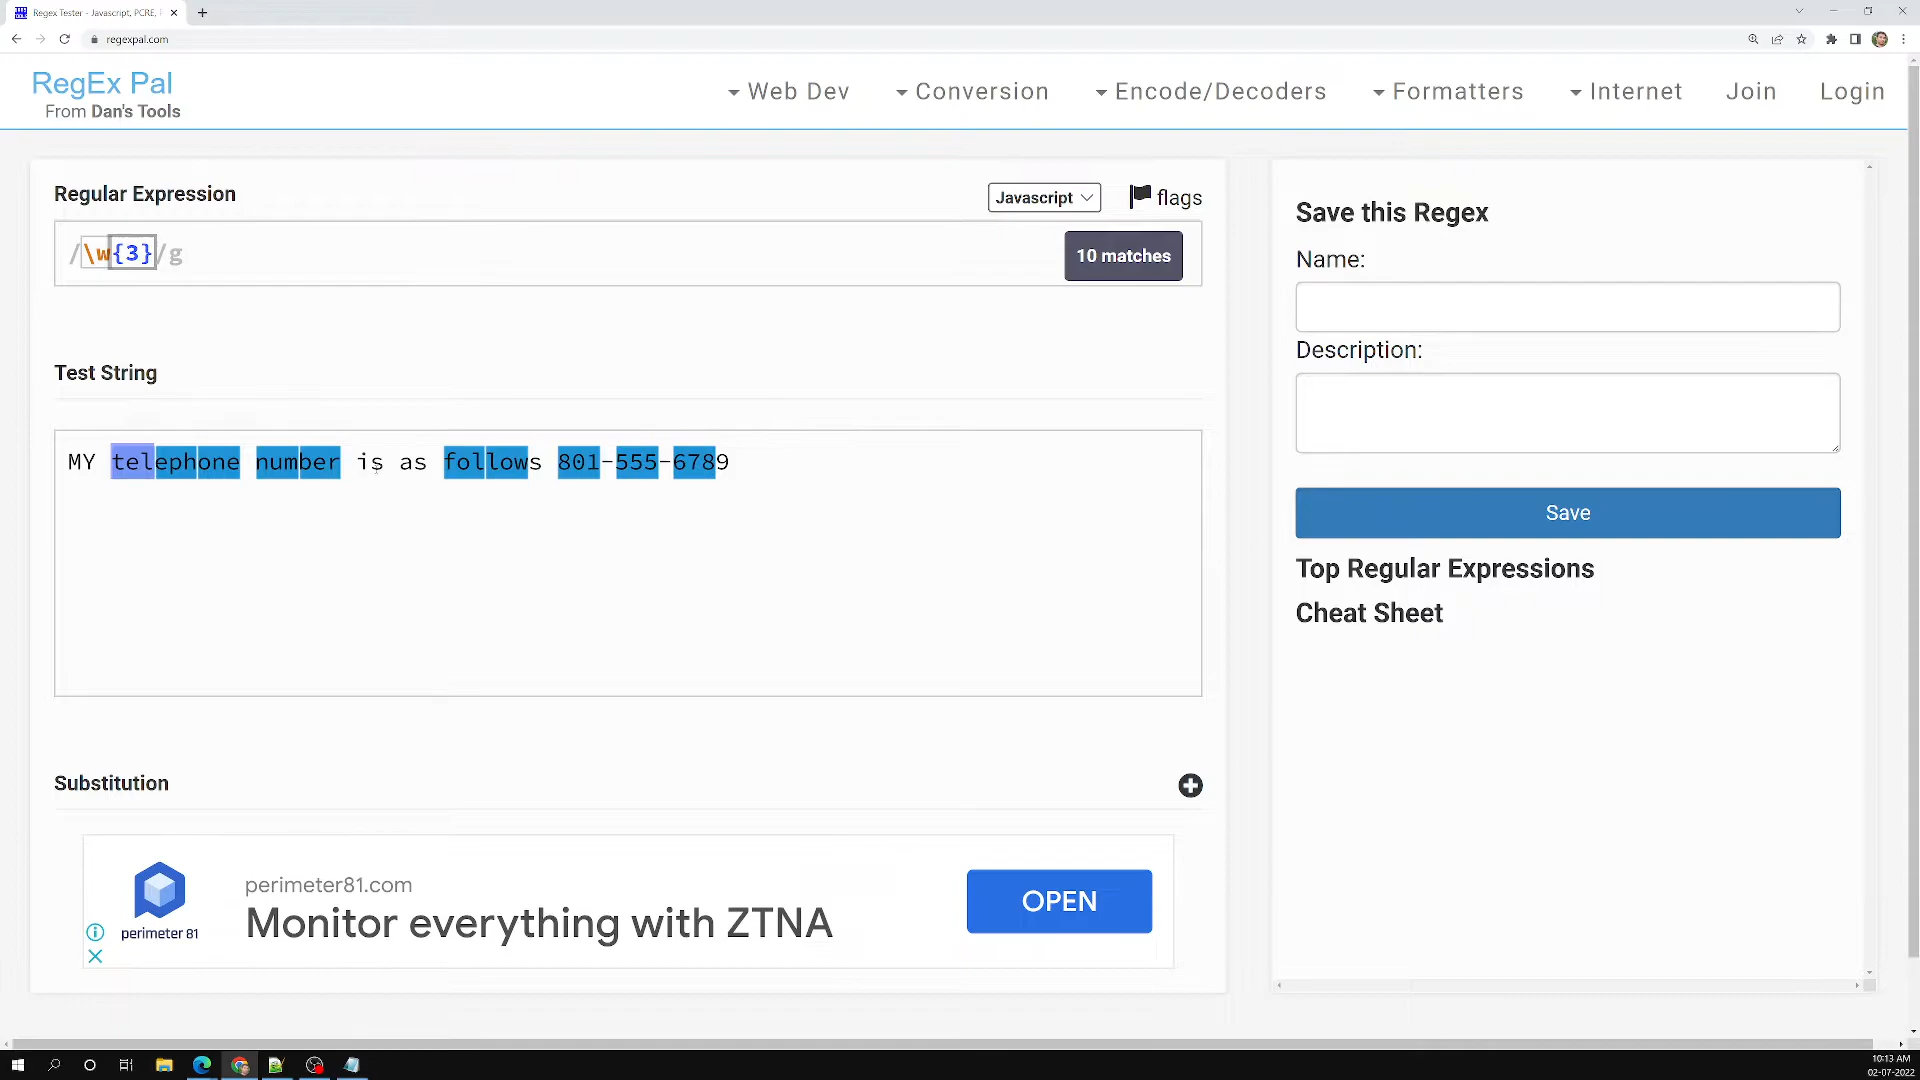 Regex Tester - Javascript, PCRE,
regexpal.com
RegEx Pal
From Dan's Tools
Web Dev
Conversion
Encode/Decoders
Formatters
Internet
Join
Login
Regular Expression
Javascript
flags
/\w{3}/g
10 matches
Test String
MY telephone number is as follows 801-555-6789
Substitution
perimeter81.com
Monitor everything with ZTNA
perimeter 81
OPEN
Save this Regex
Name:
Description:
Save
Top Regular Expressions
Cheat Sheet
10:13 AM
02-07-2022